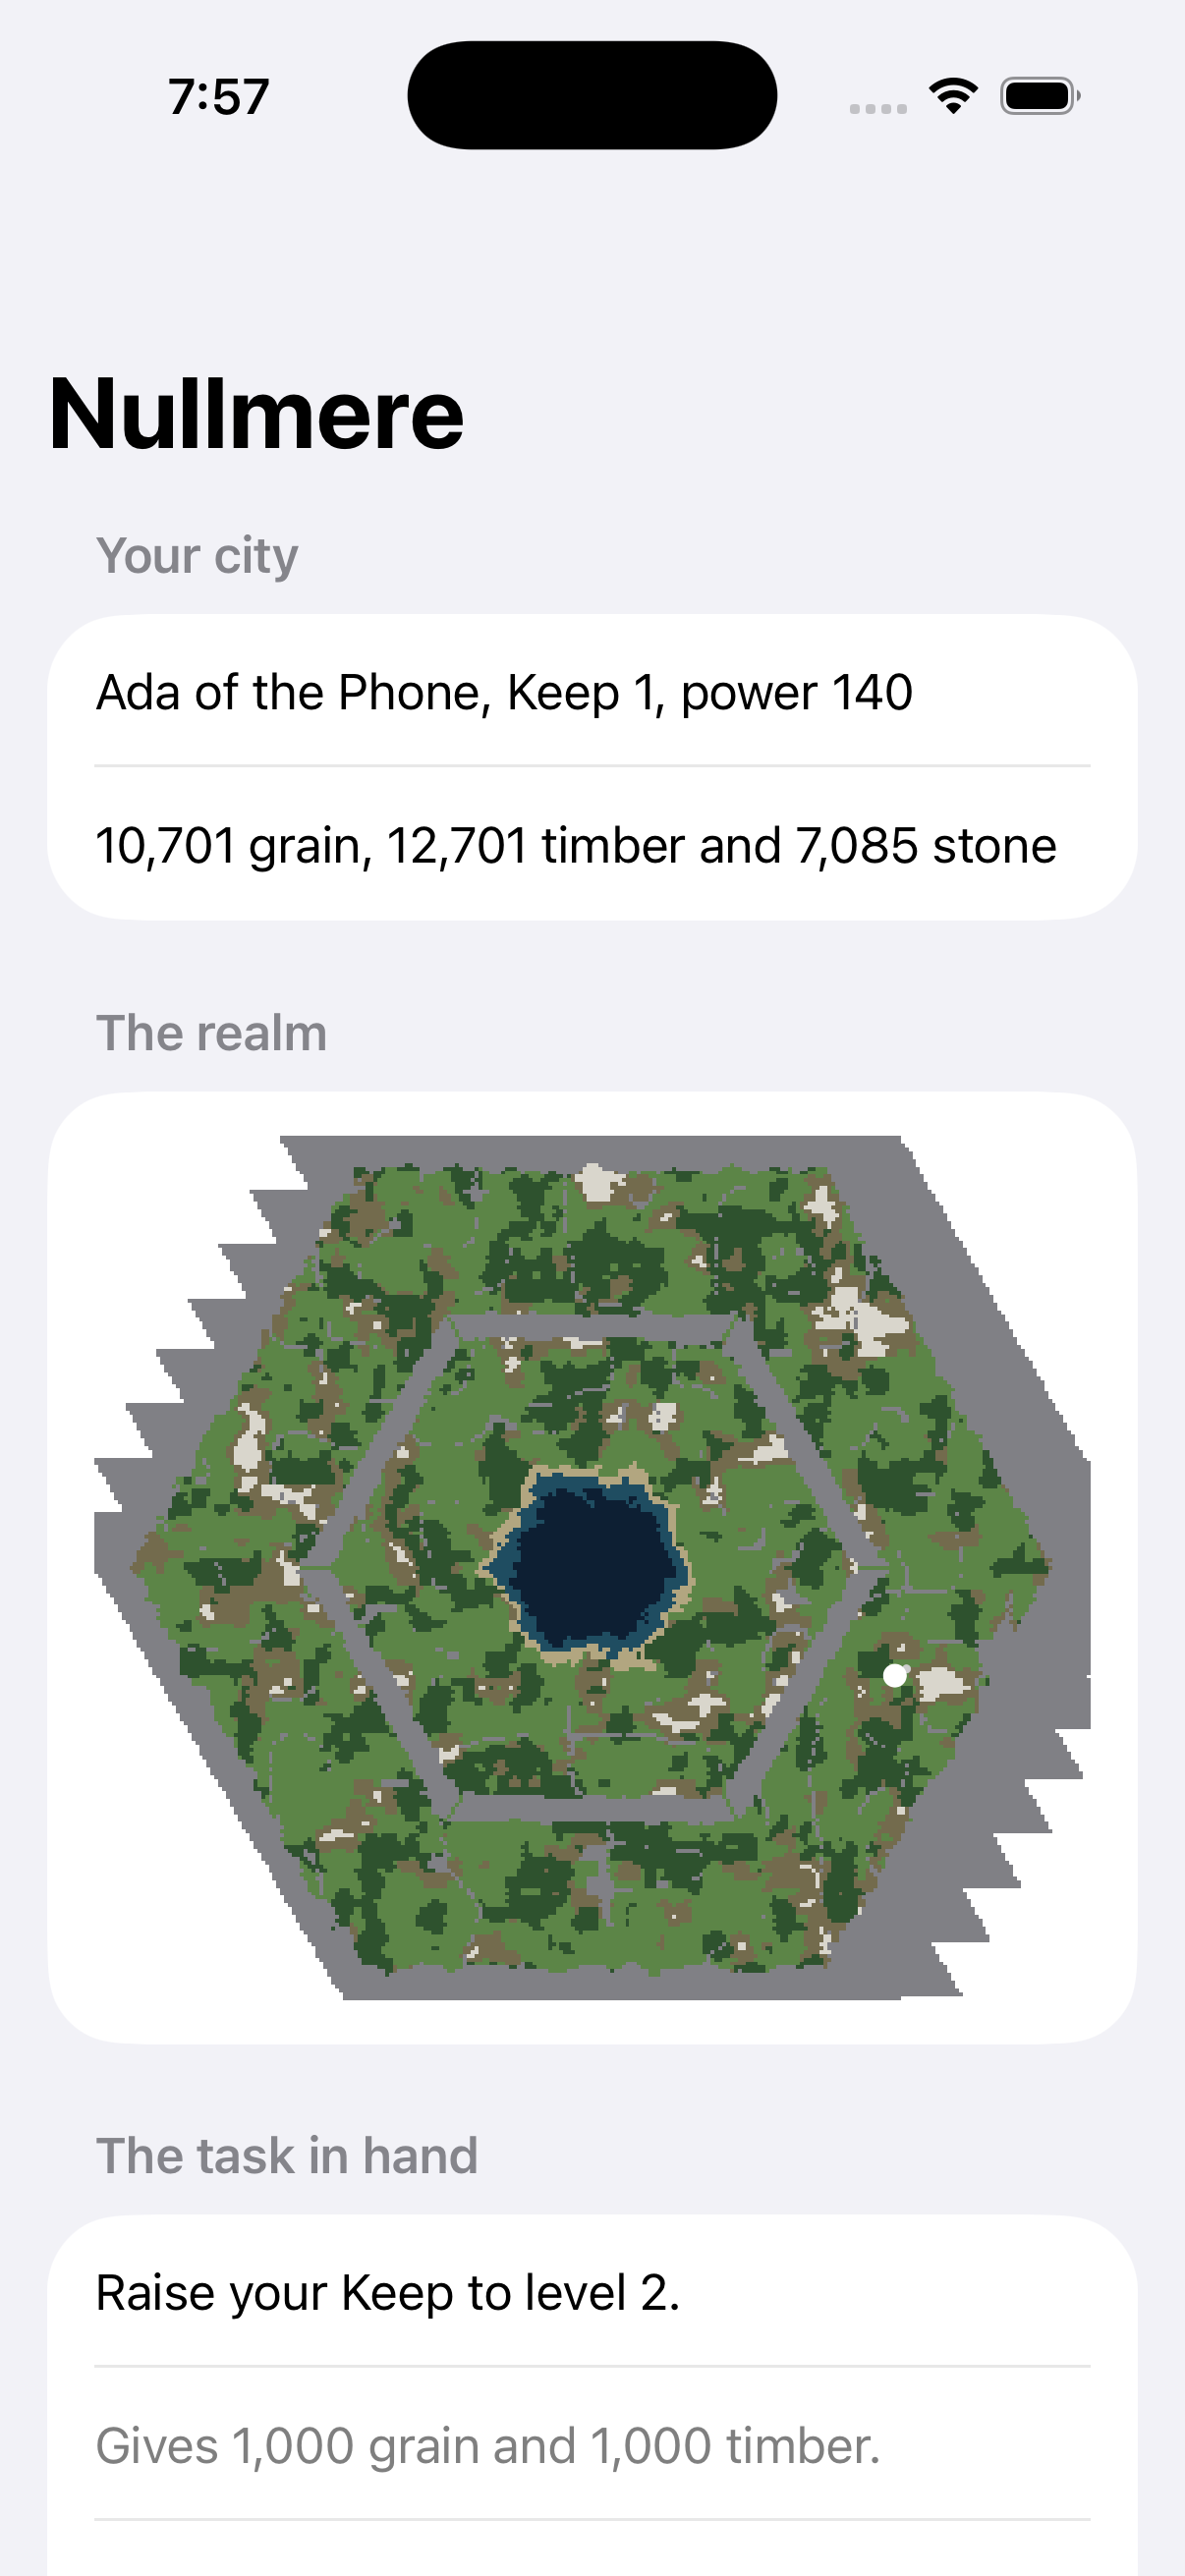 7:57
Nullmere
Your city
Ada of the Phone, Keep 1, power 140
10,701 grain, 12,701 timber and 7,085 stone
The realm
The task in hand
Raise your Keep to level 2.
Gives 1,000 grain and 1,000 timber.